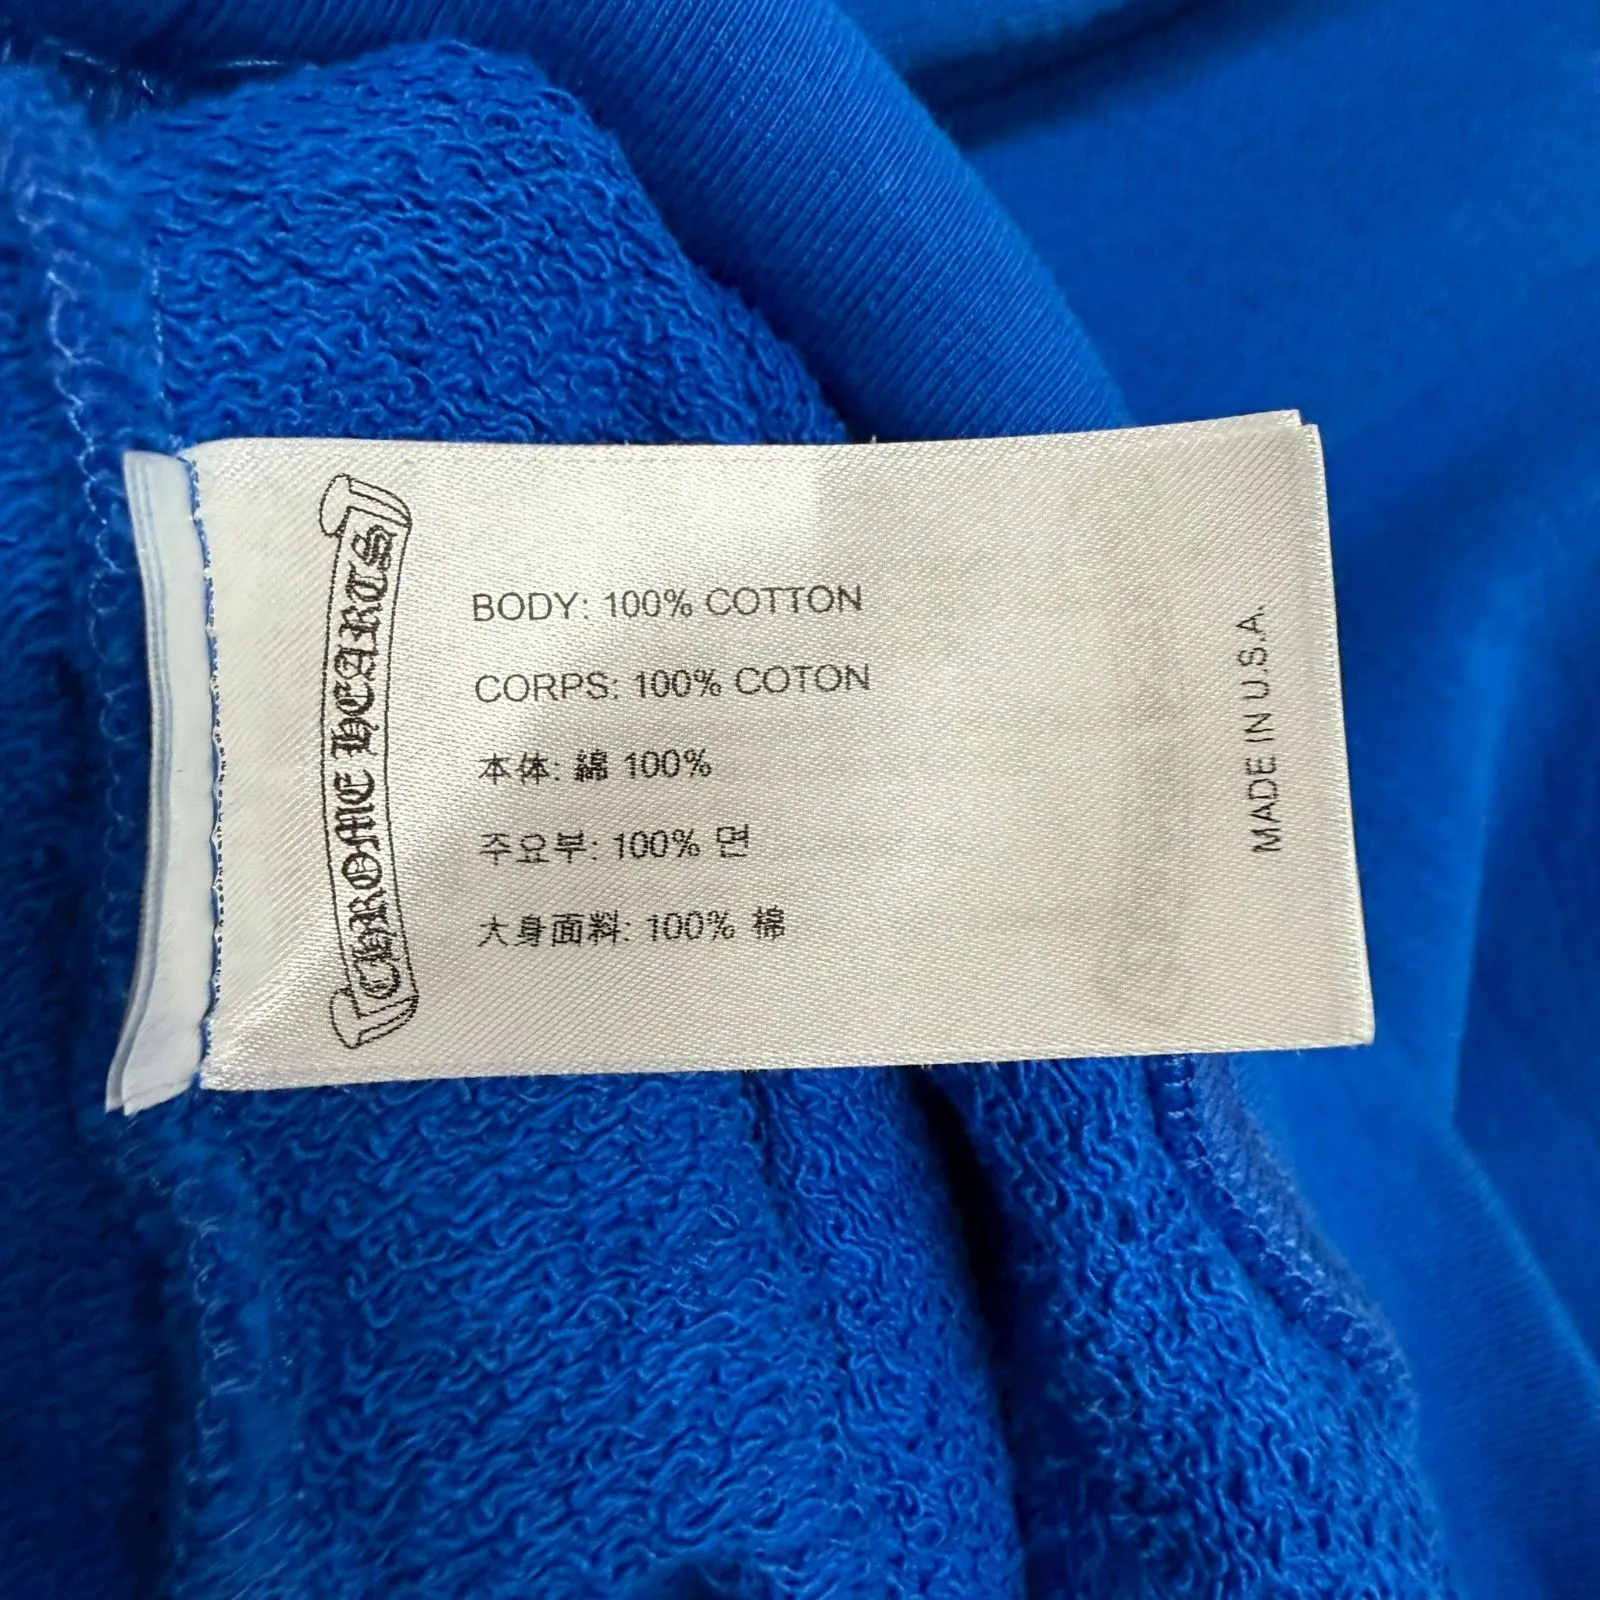 CHROME HEARTS
BODY: 100% COTTON
CORPS: 100% COTON
本体: 綿 100%
주요부: 100% 면
大身面料: 100% 棉
MADE IN U.S.A.